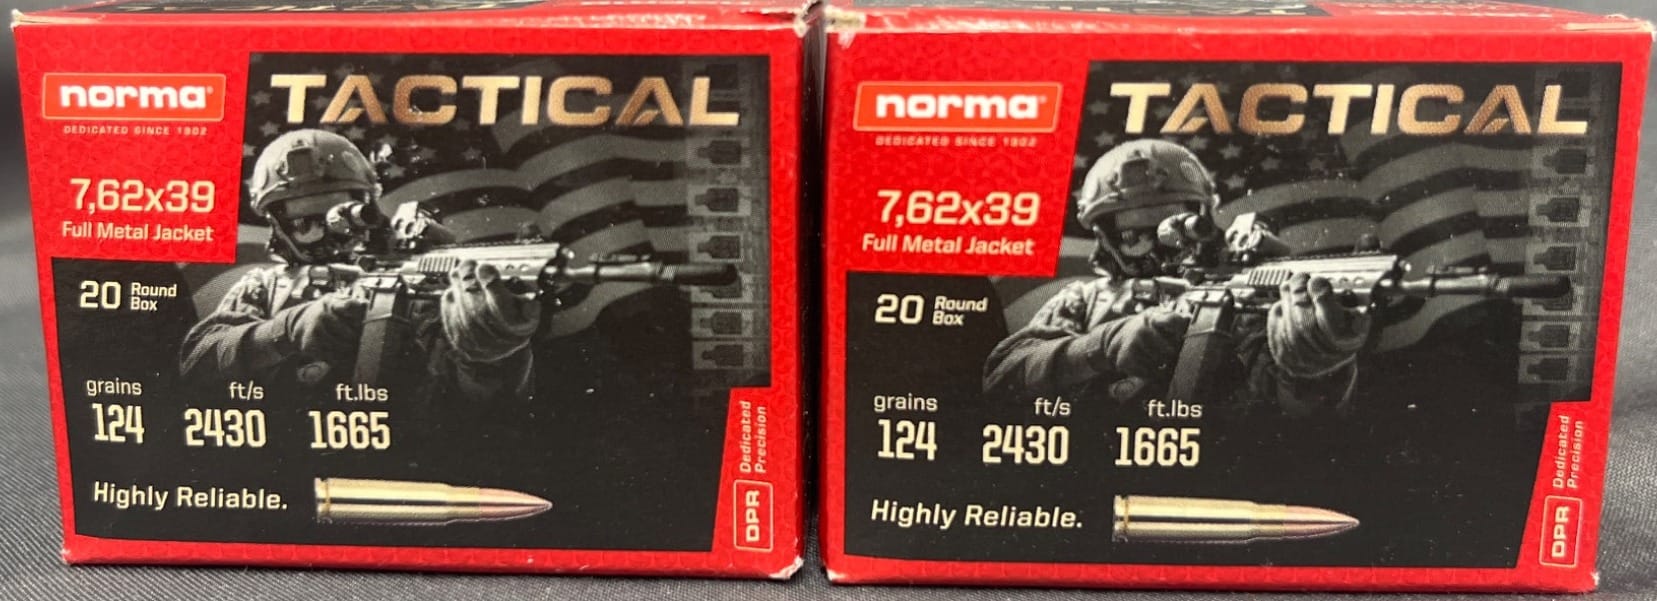 norma
DEDICATED SINCE 1902
TACTICAL
7,62x39
Full Metal Jacket
20 Round
Box
grains ft/s ft.lbs
124 2430 1665
Highly Reliable.
DPR Dedicated
Precision
norma
DEDICATED SINCE 1902
TACTICAL
7,62x39
Full Metal Jacket
20 Round
Box
grains ft/s ft.lbs
124 2430 1665
Highly Reliable.
DPR Dedicated
Precision